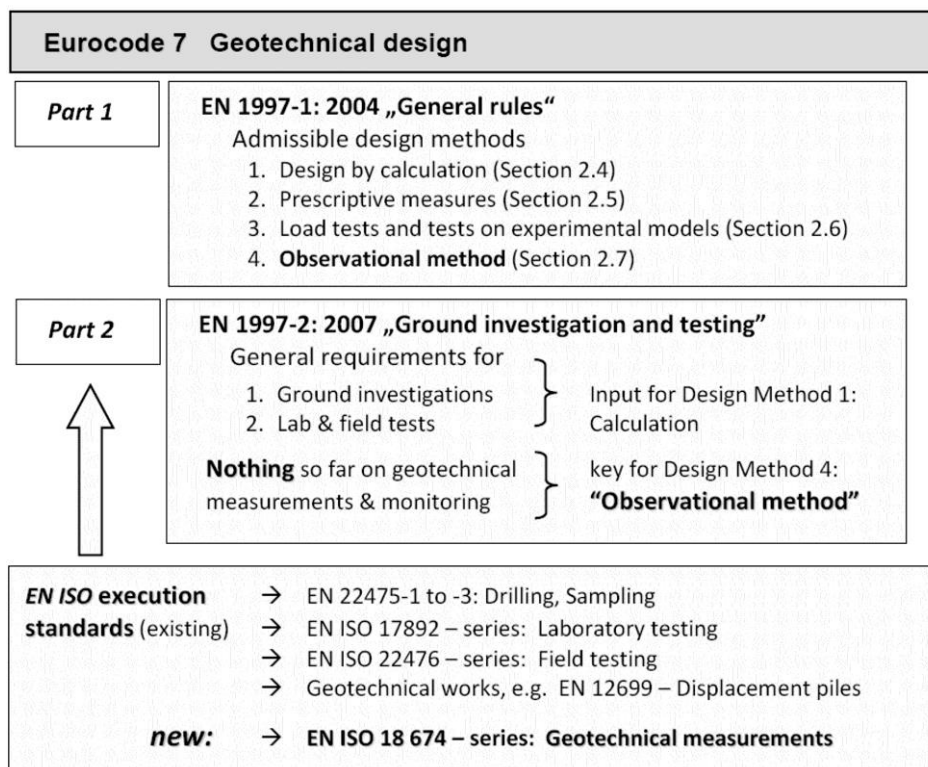 Eurocode 7 Geotechnical design
Part 1
EN 1997-1: 2004 „General rules“
Admissible design methods
1. Design by calculation (Section 2.4)
2. Prescriptive measures (Section 2.5)
3. Load tests and tests on experimental models (Section 2.6)
4. Observational method (Section 2.7)
Part 2
EN 1997-2: 2007 „Ground investigation and testing”
General requirements for
1. Ground investigations
2. Lab & field tests
Input for Design Method 1:
Calculation
Nothing so far on geotechnical
measurements & monitoring
key for Design Method 4:
“Observational method”
EN ISO execution
standards (existing)
→ EN 22475-1 to -3: Drilling, Sampling
→ EN ISO 17892 – series: Laboratory testing
→ EN ISO 22476 – series: Field testing
→ Geotechnical works, e.g. EN 12699 – Displacement piles
new: → EN ISO 18 674 – series: Geotechnical measurements